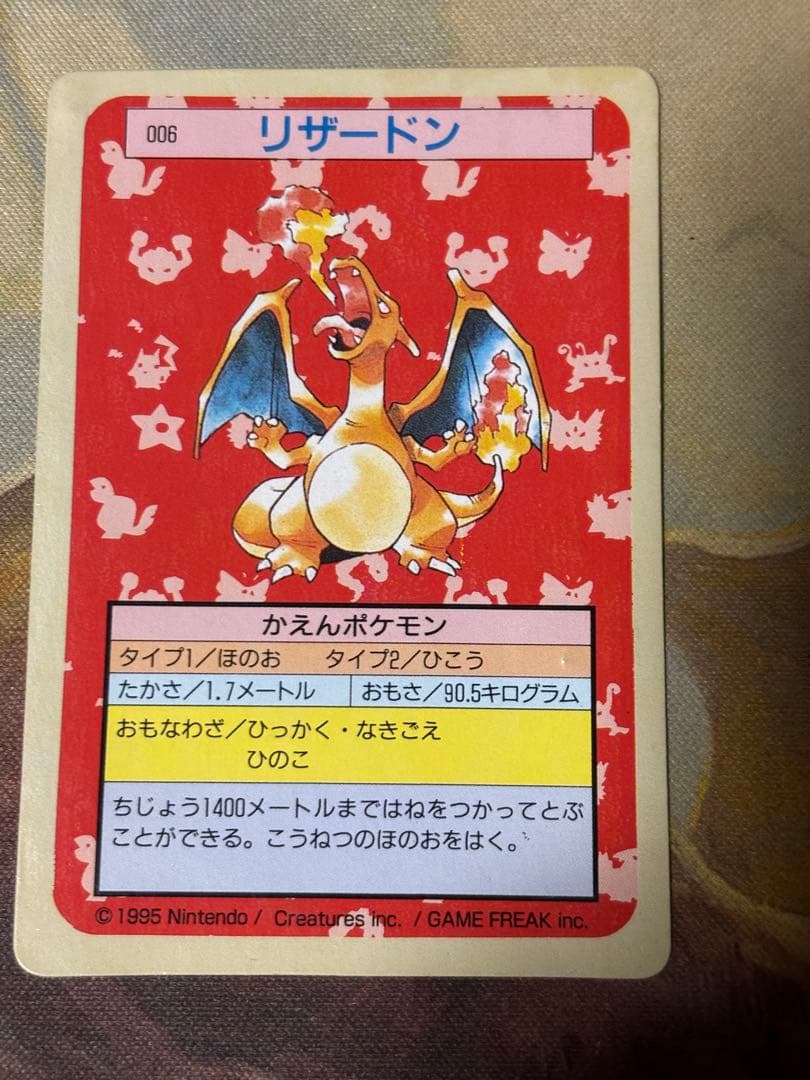 006 リザードン
かえんポケモン
タイプ1/ほのお タイプ2/ひこう
たかさ/1.7メートル おもさ/90.5キログラム
おもなわざ/ひっかく・なきごえ
ひのこ
ちじょう1400メートルまではねをつかってとぶ
ことができる。こうねつのほのおをはく。
©1995 Nintendo / Creatures inc. / GAME FREAK inc.